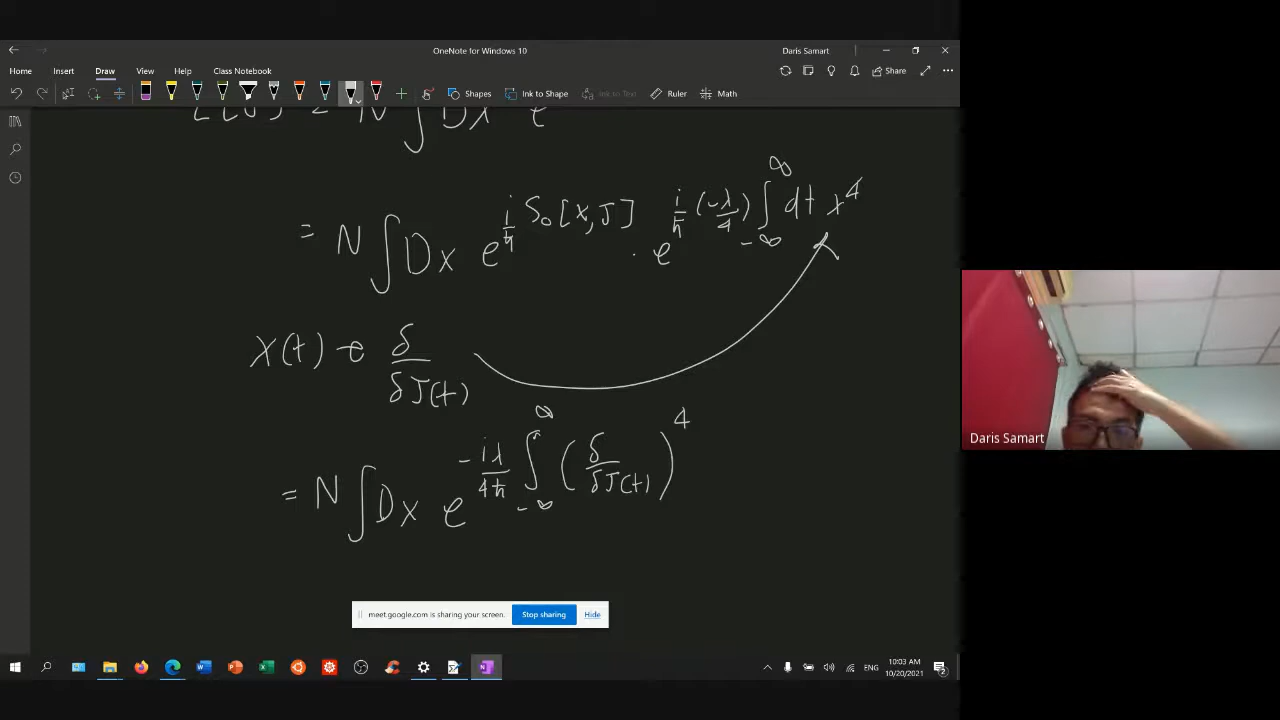 OneNote for Windows 10
Daris Samart
Home Insert Draw View Help Class Notebook
Share
Shapes Ink to Shape Ink to Text Ruler Math
= N ∫ Dx e^{i/ħ S₀[x,J]} · e^{i/ħ (-λ/4) ∫_{-∞}^{∞} dt x⁴}
x(t) → δ/δJ(t)
= N ∫ Dx e^{-iλ/4ħ ∫_{-∞}^{∞} (δ/δJ(t))⁴}
Daris Samart
meet.google.com is sharing your screen. Stop sharing Hide
ENG
10:03 AM
10/20/2021
2